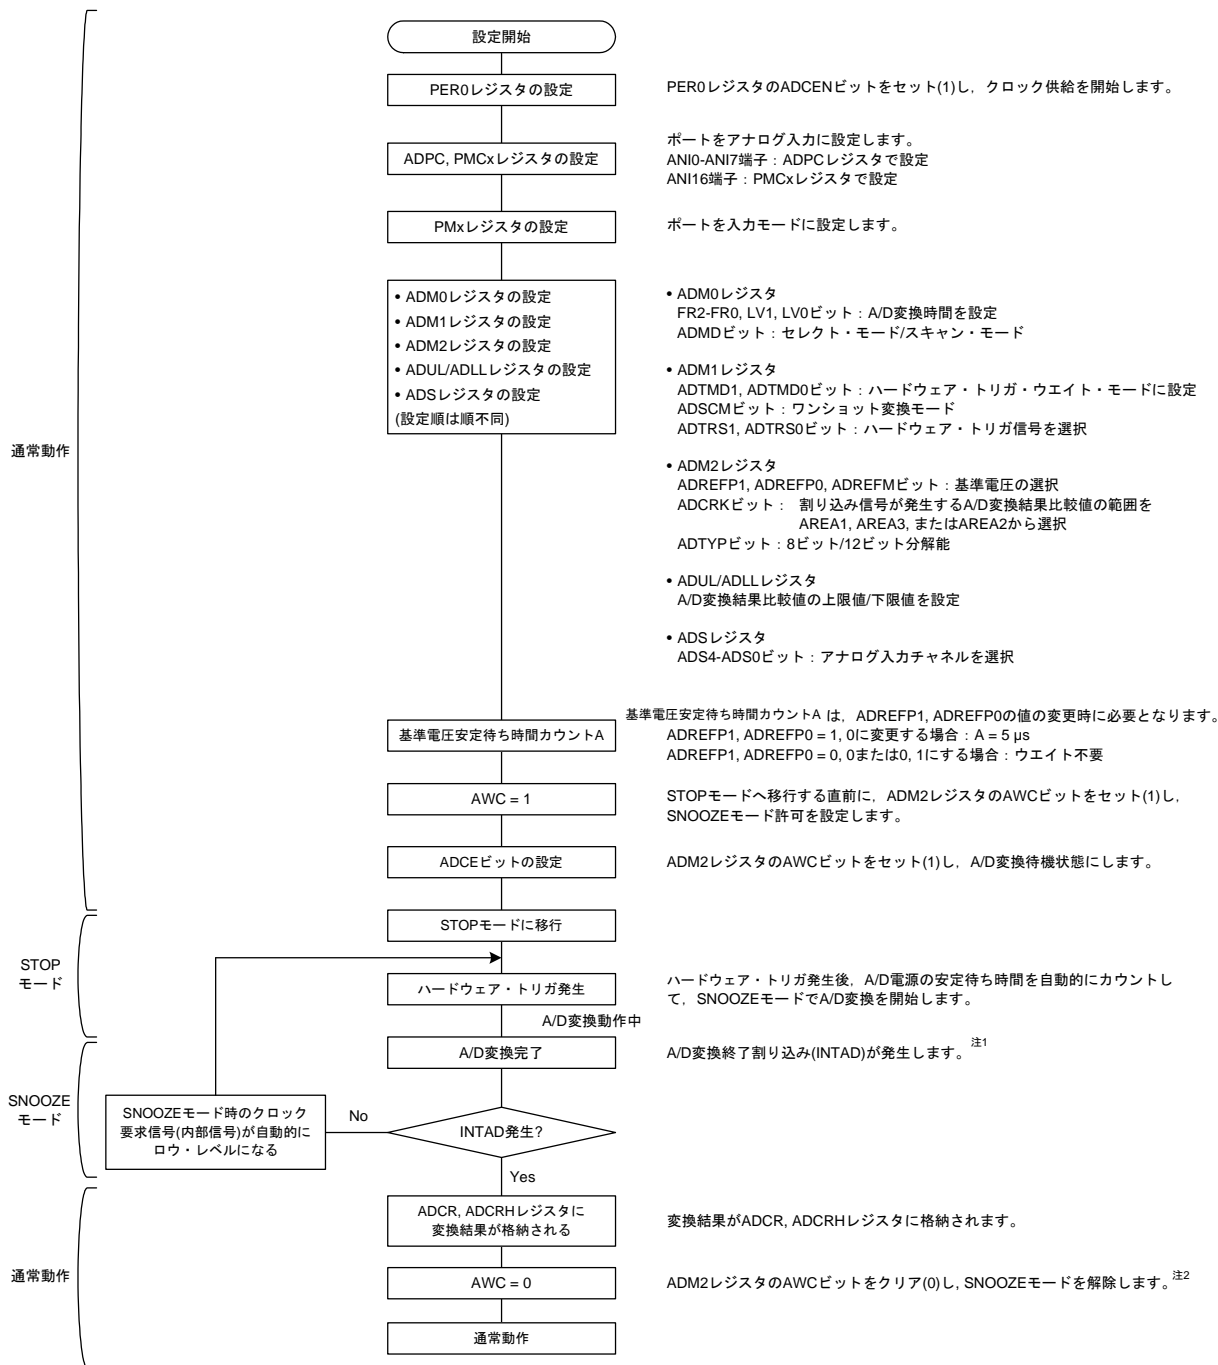 設定開始
PER0レジスタの設定
PER0レジスタのADCENビットをセット(1)し，クロック供給を開始します。
ADPC, PMCxレジスタの設定
ポートをアナログ入力に設定します。
ANI0-ANI7端子：ADPCレジスタで設定
ANI16端子：PMCxレジスタで設定
PMxレジスタの設定
ポートを入力モードに設定します。
• ADM0レジスタの設定
• ADM1レジスタの設定
• ADM2レジスタの設定
• ADUL/ADLLレジスタの設定
• ADSレジスタの設定
(設定順は順不同)
• ADM0レジスタ
FR2-FR0, LV1, LV0ビット：A/D変換時間を設定
ADMDビット：セレクト・モード/スキャン・モード
• ADM1レジスタ
ADTMD1, ADTMD0ビット：ハードウェア・トリガ・ウエイト・モードに設定
ADSCMビット：ワンショット変換モード
ADTRS1, ADTRS0ビット：ハードウェア・トリガ信号を選択
• ADM2レジスタ
ADREFP1, ADREFP0, ADREFMビット：基準電圧の選択
ADCRKビット： 割り込み信号が発生するA/D変換結果比較値の範囲を
AREA1, AREA3, またはAREA2から選択
ADTYPビット：8ビット/12ビット分解能
• ADUL/ADLLレジスタ
A/D変換結果比較値の上限値/下限値を設定
• ADSレジスタ
ADS4-ADS0ビット：アナログ入力チャネルを選択
通常動作
基準電圧安定待ち時間カウントA
基準電圧安定待ち時間カウントA は，ADREFP1, ADREFP0の値の変更時に必要となります。
ADREFP1, ADREFP0 = 1, 0に変更する場合：A = 5 µs
ADREFP1, ADREFP0 = 0, 0または0, 1にする場合：ウエイト不要
AWC = 1
STOPモードへ移行する直前に，ADM2レジスタのAWCビットをセット(1)し，
SNOOZEモード許可を設定します。
ADCEビットの設定
ADM2レジスタのAWCビットをセット(1)し，A/D変換待機状態にします。
STOPモードに移行
STOP
モード
ハードウェア・トリガ発生
ハードウェア・トリガ発生後，A/D電源の安定待ち時間を自動的にカウントし
て，SNOOZEモードでA/D変換を開始します。
A/D変換動作中
A/D変換完了
A/D変換終了割り込み(INTAD)が発生します。注1
SNOOZE
モード
SNOOZEモード時のクロック
要求信号(内部信号)が自動的に
ロウ・レベルになる
No
INTAD発生?
Yes
ADCR, ADCRHレジスタに
変換結果が格納される
変換結果がADCR, ADCRHレジスタに格納されます。
通常動作
AWC = 0
ADM2レジスタのAWCビットをクリア(0)し, SNOOZEモードを解除します。注2
通常動作